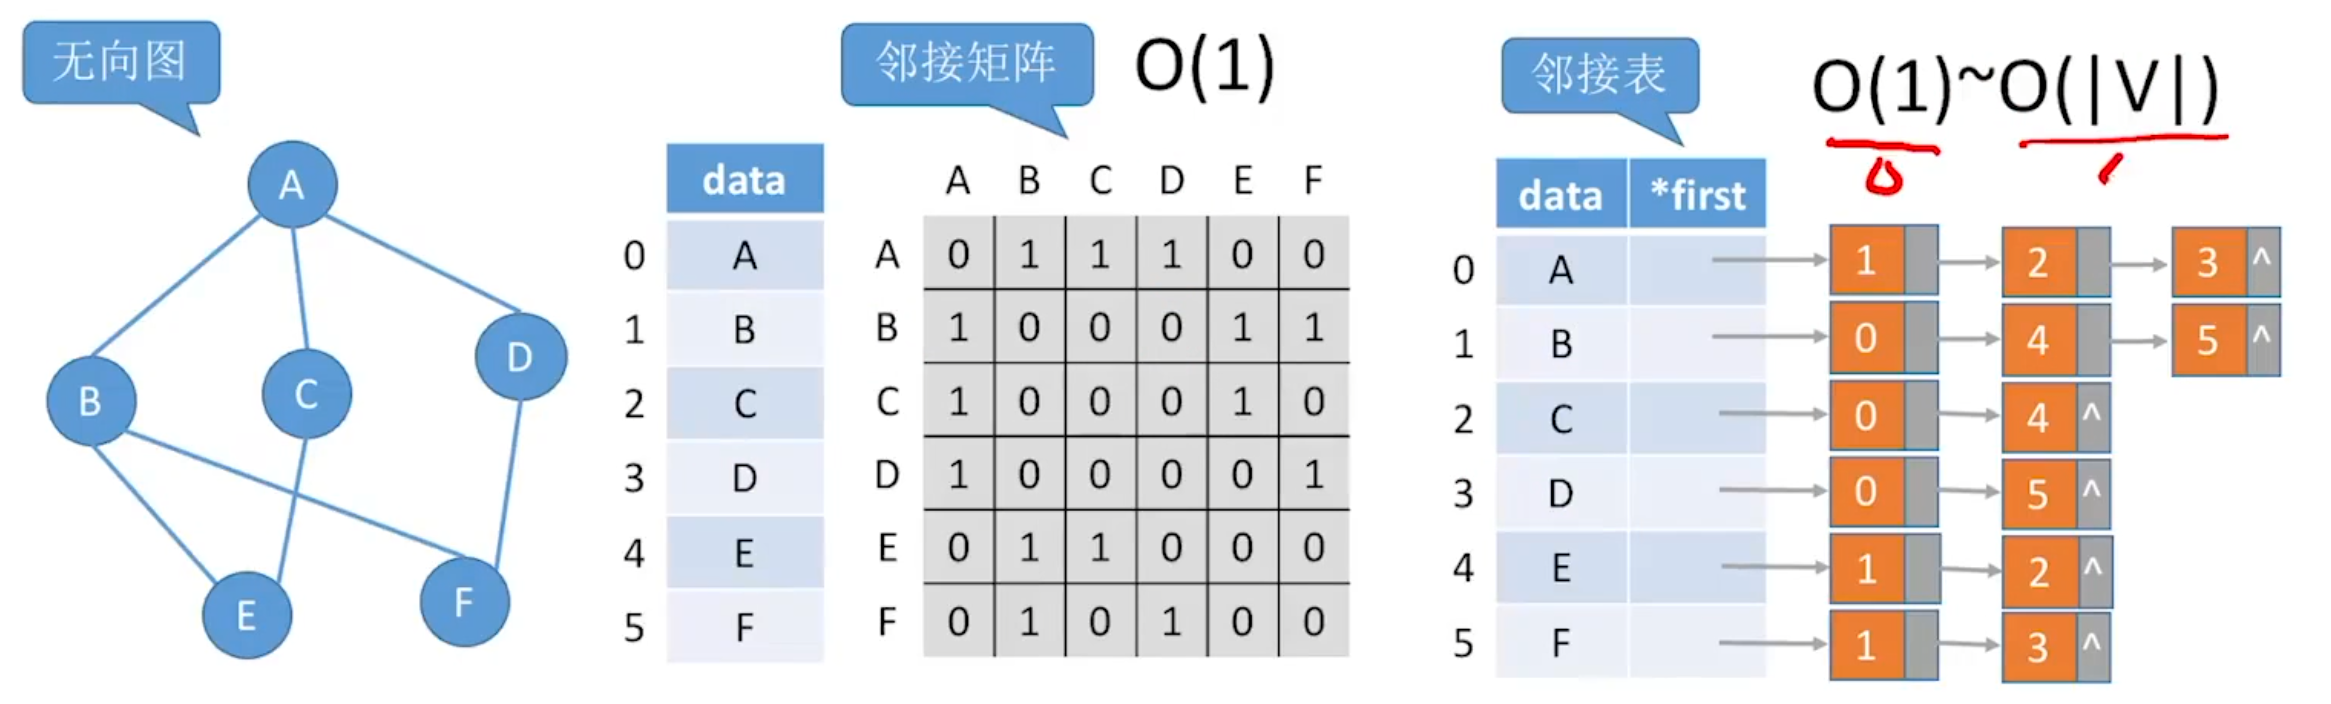 无向图
A
B
C
D
E
F
邻接矩阵 O(1)
data
0 A
1 B
2 C
3 D
4 E
5 F
A B C D E F
A 0 1 1 1 0 0
B 1 0 0 0 1 1
C 1 0 0 0 1 0
D 1 0 0 0 0 1
E 0 1 1 0 0 0
F 0 1 0 1 0 0
邻接表 O(1)~O(|V|)
data *first
0 A 1 2 3 ^
1 B 0 4 5 ^
2 C 0 4 ^
3 D 0 5 ^
4 E 1 2 ^
5 F 1 3 ^